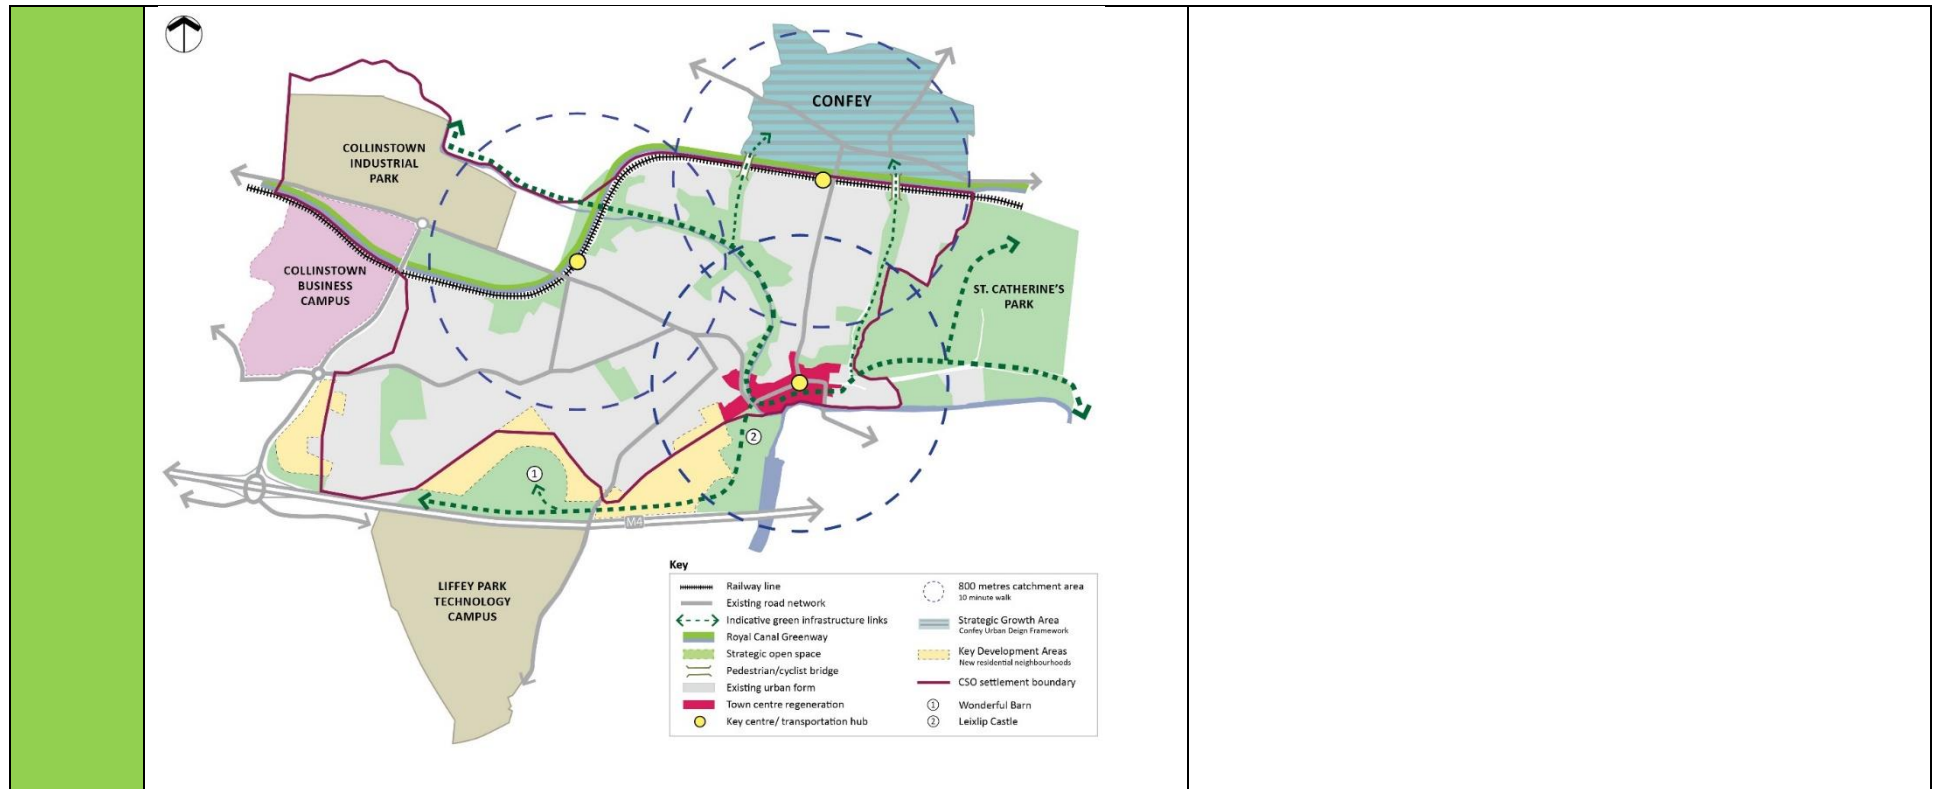 CONFEY
COLLINSTOWN
INDUSTRIAL
PARK
COLLINSTOWN
BUSINESS
CAMPUS
ST. CATHERINE'S
PARK
2
1
M4
LIFFEY PARK
TECHNOLOGY
CAMPUS
Key
Railway line
Existing road network
Indicative green infrastructure links
Royal Canal Greenway
Strategic open space
Pedestrian/cyclist bridge
Existing urban form
Town centre regeneration
Key centre/ transportation hub
800 metres catchment area
10 minute walk
Strategic Growth Area
Confey Urban Deign Framework
Key Development Areas
New residential neighbourhoods
CSO settlement boundary
1 Wonderful Barn
2 Leixlip Castle